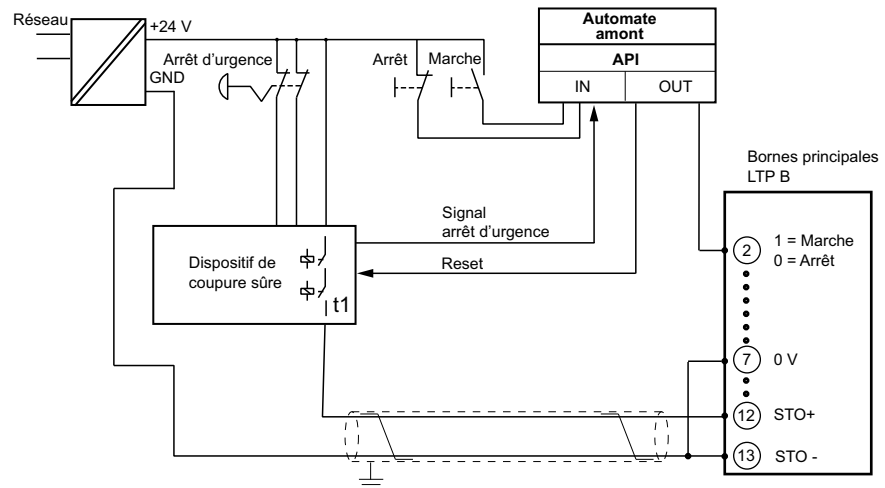 Réseau
+24 V
GND
Arrêt d'urgence
Arrêt
Marche
Automate
amont
API
IN
OUT
Bornes principales
LTP B
Signal
arrêt d'urgence
Reset
Dispositif de
coupure sûre
t1
2
1 = Marche
0 = Arrêt
7
0 V
12
STO+
13
STO -